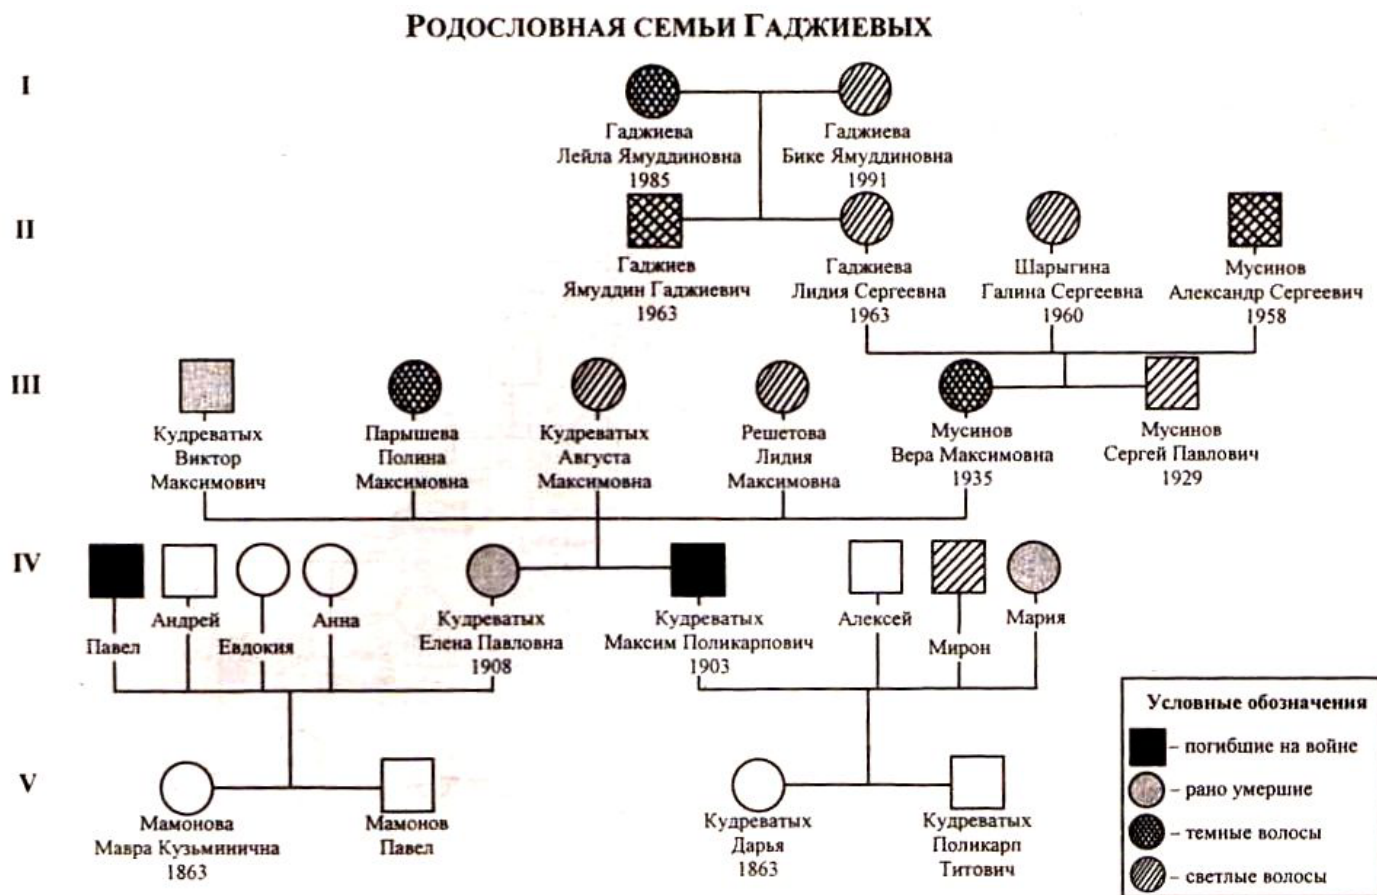 РОДОСЛОВНАЯ СЕМЬИ ГАДЖИЕВЫХ
I
Гаджиева
Лейла Ямуддиновна
1985
Гаджиева
Бике Ямуддиновна
1991
II
Гаджиев
Ямуддин Гаджиевич
1963
Гаджиева
Лидия Сергеевна
1963
Шарыгина
Галина Сергеевна
1960
Мусинов
Александр Сергеевич
1958
III
Кудреватых
Виктор
Максимович
Парышева
Полина
Максимовна
Кудреватых
Августа
Максимовна
Решетова
Лидия
Максимовна
Мусинов
Вера Максимовна
1935
Мусинов
Сергей Павлович
1929
IV
Павел
Андрей
Евдокия
Анна
Кудреватых
Елена Павловна
1908
Кудреватых
Максим Поликарпович
1903
Алексей
Мирон
Мария
V
Мамонова
Мавра Кузьминична
1863
Мамонов
Павел
Кудреватых
Дарья
1863
Кудреватых
Поликарп
Титович
Условные обозначения
– погибшие на войне
– рано умершие
– темные волосы
– светлые волосы